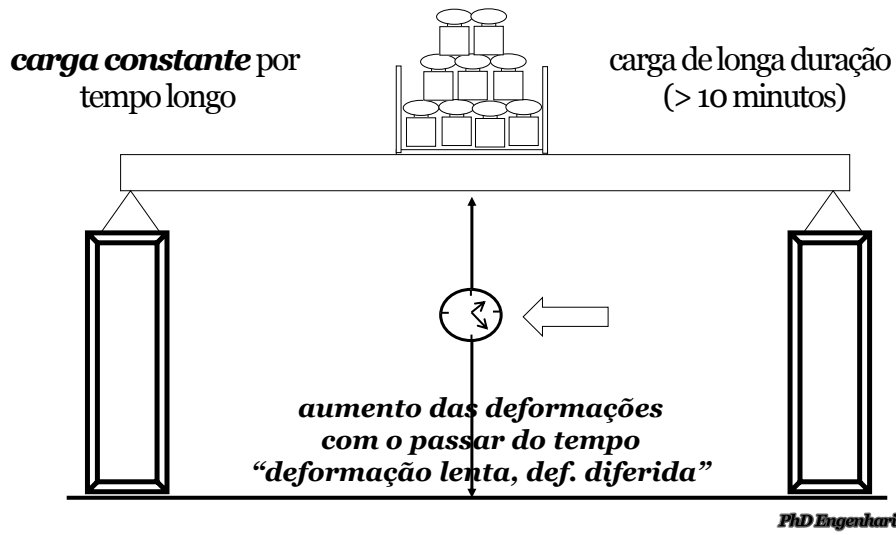 carga constante por
tempo longo
carga de longa duração
(> 10 minutos)
aumento das deformações
com o passar do tempo
“deformação lenta, def. diferida”
PhD Engenhari